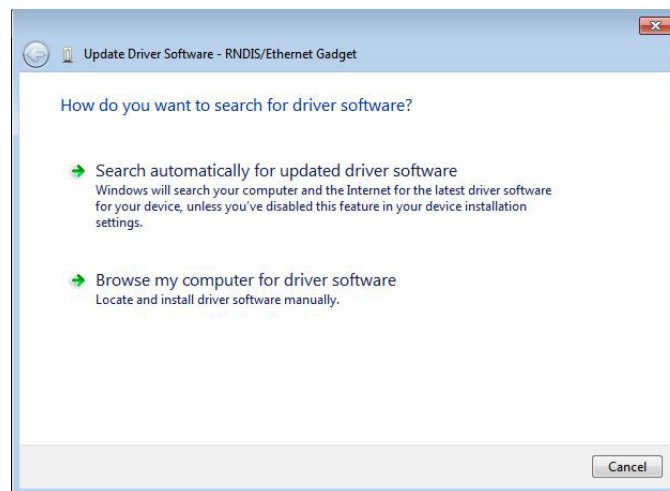 Update Driver Software - RNDIS/Ethernet Gadget
How do you want to search for driver software?
Search automatically for updated driver software
Windows will search your computer and the Internet for the latest driver software
for your device, unless you've disabled this feature in your device installation
settings.
Browse my computer for driver software
Locate and install driver software manually.
Cancel